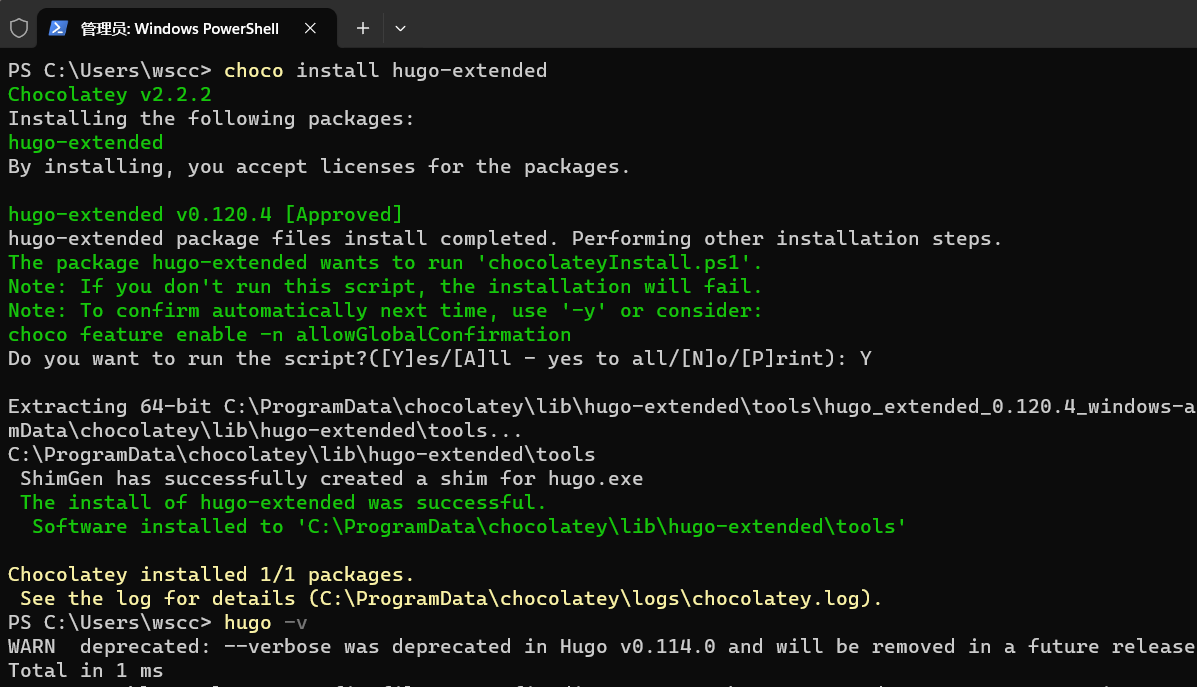 管理员: Windows PowerShell
PS C:\Users\wscc> choco install hugo-extended
Chocolatey v2.2.2
Installing the following packages:
hugo-extended
By installing, you accept licenses for the packages.
hugo-extended v0.120.4 [Approved]
hugo-extended package files install completed. Performing other installation steps.
The package hugo-extended wants to run 'chocolateyInstall.ps1'.
Note: If you don't run this script, the installation will fail.
Note: To confirm automatically next time, use '-y' or consider:
choco feature enable -n allowGlobalConfirmation
Do you want to run the script?([Y]es/[A]ll - yes to all/[N]o/[P]rint): Y
Extracting 64-bit C:\ProgramData\chocolatey\lib\hugo-extended\tools\hugo_extended_0.120.4_windows-a
mData\chocolatey\lib\hugo-extended\tools...
C:\ProgramData\chocolatey\lib\hugo-extended\tools
ShimGen has successfully created a shim for hugo.exe
The install of hugo-extended was successful.
Software installed to 'C:\ProgramData\chocolatey\lib\hugo-extended\tools'
Chocolatey installed 1/1 packages.
See the log for details (C:\ProgramData\chocolatey\logs\chocolatey.log).
PS C:\Users\wscc> hugo -v
WARN  deprecated: --verbose was deprecated in Hugo v0.114.0 and will be removed in a future release
Total in 1 ms